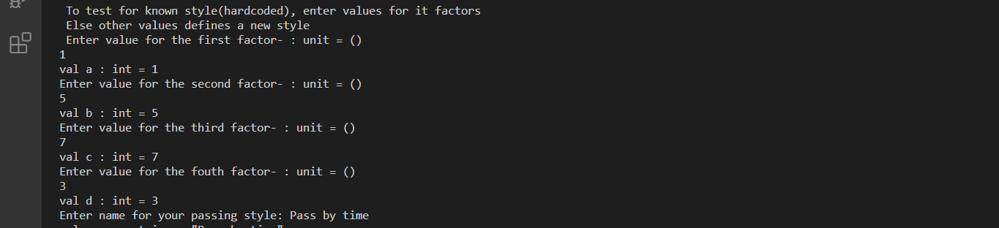 To test for known style(hardcoded), enter values for it factors
Else other values defines a new style
Enter value for the first factor- : unit = ()
1
val a : int = 1
Enter value for the second factor- : unit = ()
5
val b : int = 5
Enter value for the third factor- : unit = ()
7
val c : int = 7
Enter value for the fouth factor- : unit = ()
3
val d : int = 3
Enter name for your passing style: Pass by time